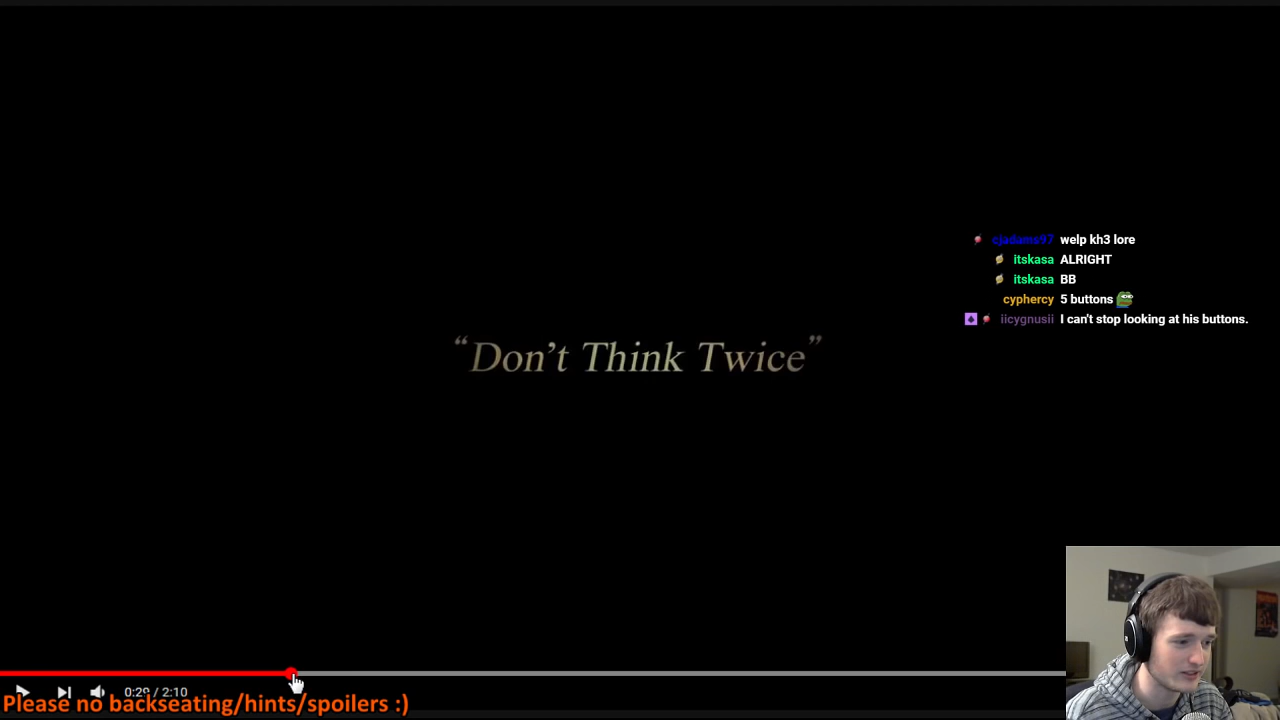 cjadams97 welp kh3 lore
itskasa ALRIGHT
itskasa BB
cyphercy 5 buttons
iicygnusii I can't stop looking at his buttons.
“Don't Think Twice”
0:29 / 2:10
Please no backseating/hints/spoilers :)